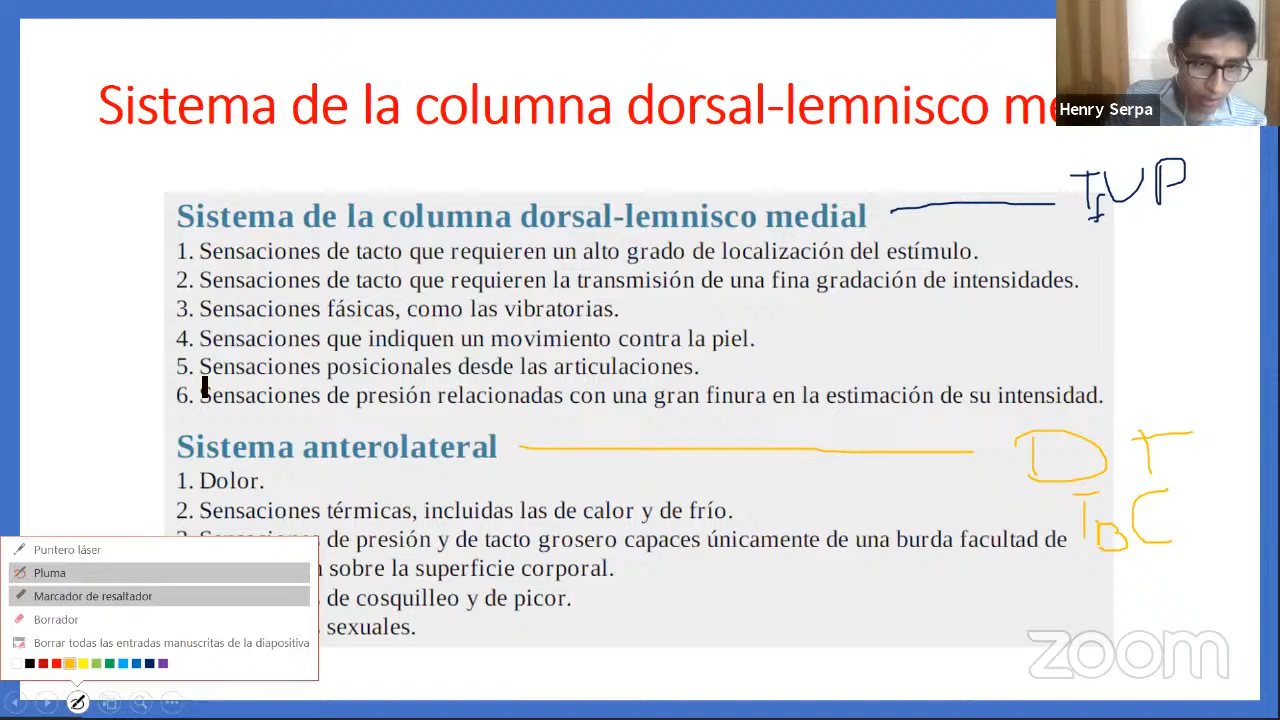 Sistema de la columna dorsal-lemnisco me
Henry Serpa
Sistema de la columna dorsal-lemnisco medial
Tf V P
1. Sensaciones de tacto que requieren un alto grado de localización del estímulo.
2. Sensaciones de tacto que requieren la transmisión de una fina gradación de intensidades.
3. Sensaciones fásicas, como las vibratorias.
4. Sensaciones que indiquen un movimiento contra la piel.
5. Sensaciones posicionales desde las articulaciones.
6. Sensaciones de presión relacionadas con una gran finura en la estimación de su intensidad.
Sistema anterolateral
D T
TB C
1. Dolor.
2. Sensaciones térmicas, incluidas las de calor y de frío.
de presión y de tacto grosero capaces únicamente de una burda facultad de
sobre la superficie corporal.
de cosquilleo y de picor.
sexuales.
Puntero láser
Pluma
Marcador de resaltador
Borrador
Borrar todas las entradas manuscritas de la diapositiva
zoom